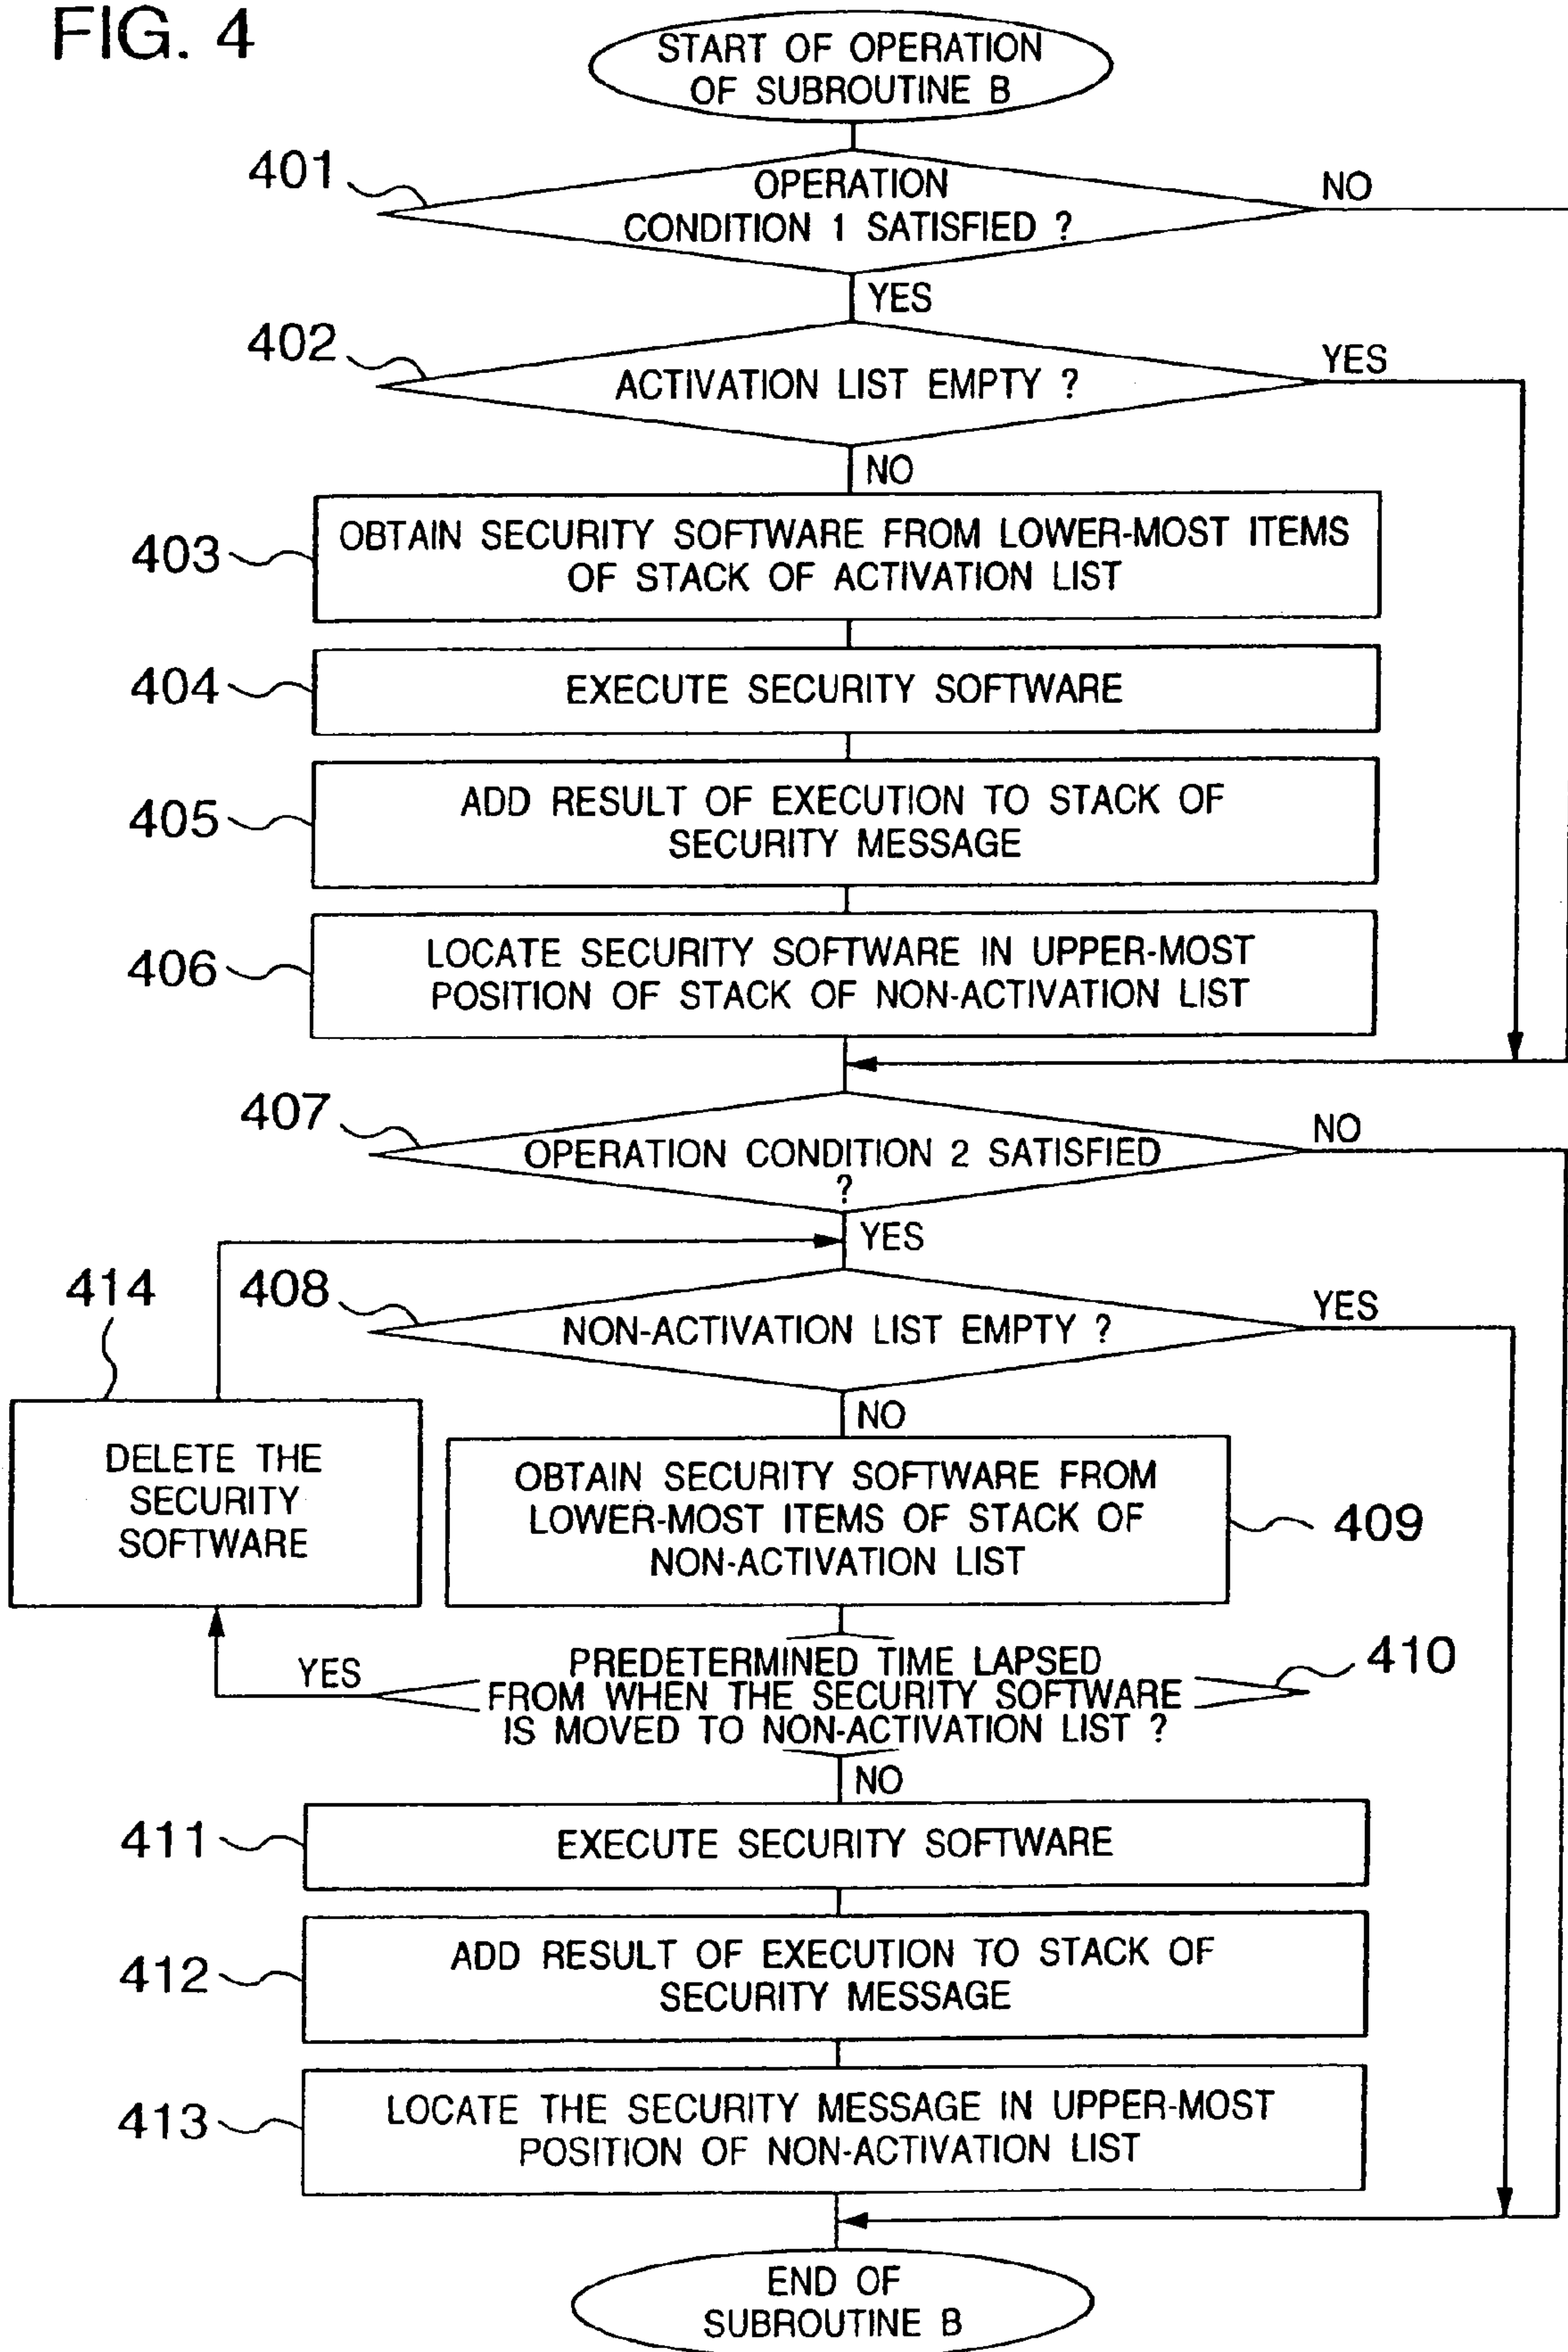 FIG. 4
START OF OPERATION
OF SUBROUTINE B
401
OPERATION
CONDITION 1 SATISFIED ?
NO
YES
402
ACTIVATION LIST EMPTY ?
YES
NO
403
OBTAIN SECURITY SOFTWARE FROM LOWER-MOST ITEMS
OF STACK OF ACTIVATION LIST
404
EXECUTE SECURITY SOFTWARE
405
ADD RESULT OF EXECUTION TO STACK OF
SECURITY MESSAGE
406
LOCATE SECURITY SOFTWARE IN UPPER-MOST
POSITION OF STACK OF NON-ACTIVATION LIST
407
OPERATION CONDITION 2 SATISFIED
?
NO
YES
414
408
NON-ACTIVATION LIST EMPTY ?
YES
NO
DELETE THE
SECURITY
SOFTWARE
OBTAIN SECURITY SOFTWARE FROM
LOWER-MOST ITEMS OF STACK OF
NON-ACTIVATION LIST
409
YES
PREDETERMINED TIME LAPSED
FROM WHEN THE SECURITY SOFTWARE
IS MOVED TO NON-ACTIVATION LIST ?
410
NO
411
EXECUTE SECURITY SOFTWARE
412
ADD RESULT OF EXECUTION TO STACK OF
SECURITY MESSAGE
413
LOCATE THE SECURITY MESSAGE IN UPPER-MOST
POSITION OF NON-ACTIVATION LIST
END OF
SUBROUTINE B